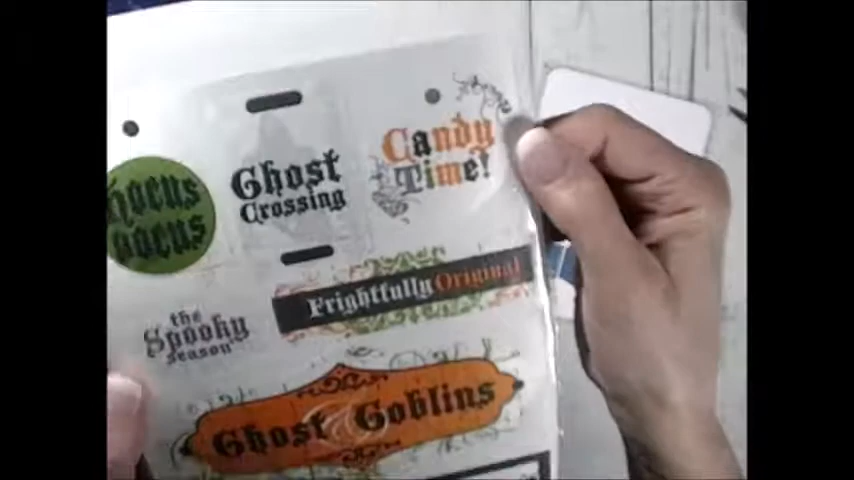 hocus
pocus
Ghost
Crossing
Candy
Time!
the
Spooky
season
Frightfully Original
Ghost Goblins